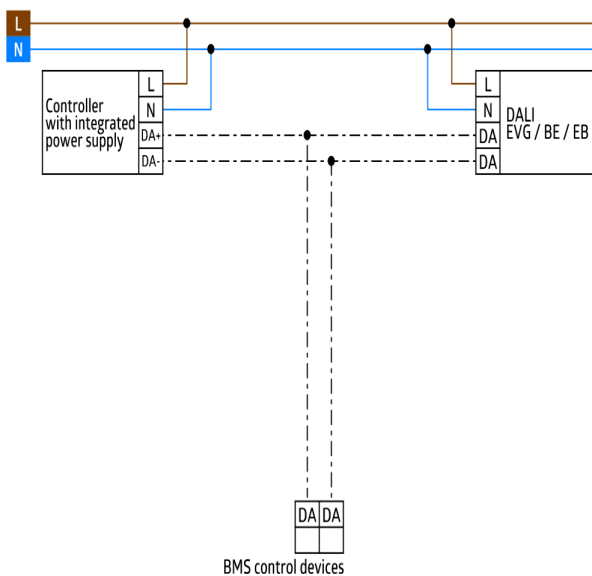 L
N
Controller
with integrated
power supply
L
N
DA+
DA-
L
N
DA
DA
DALI
EVG / BE / EB
DA DA
BMS control devices